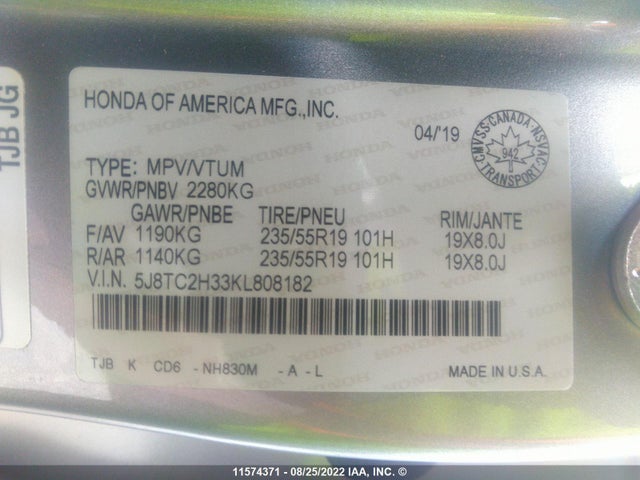 TJB JG
HONDA OF AMERICA MFG.,INC.
04/'19
CMVSS · CANADA · NSVAC
942
TRANSPORT
TYPE: MPV/VTUM
GVWR/PNBV 2280KG
GAWR/PNBE TIRE/PNEU RIM/JANTE
F/AV 1190KG 235/55R19 101H 19X8.0J
R/AR 1140KG 235/55R19 101H 19X8.0J
V.I.N. 5J8TC2H33KL808182
TJB K CD6 - NH830M - A - L MADE IN U.S.A.
11574371 - 08/25/2022 IAA, INC. ©